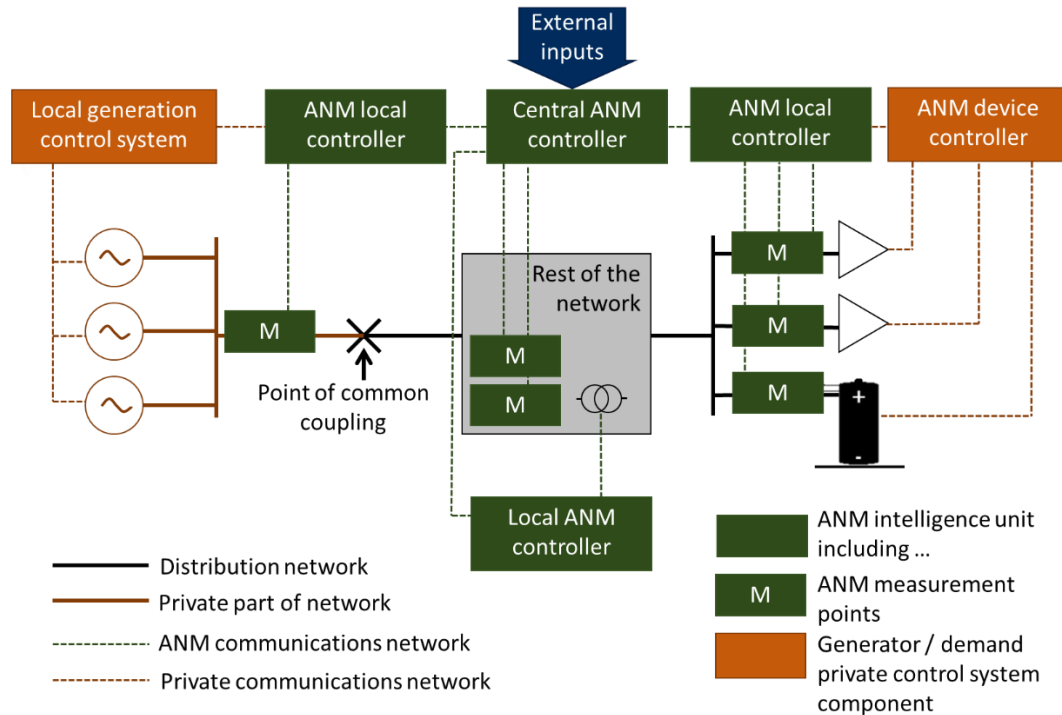 External
inputs
Local generation
control system
ANM local
controller
Central ANM
controller
ANM local
controller
ANM device
controller
Rest of the
network
M
M
M
M
M
M
+
-
Point of common
coupling
Local ANM
controller
Distribution network
Private part of network
ANM communications network
Private communications network
ANM intelligence unit
including ...
M
ANM measurement
points
Generator / demand
private control system
component